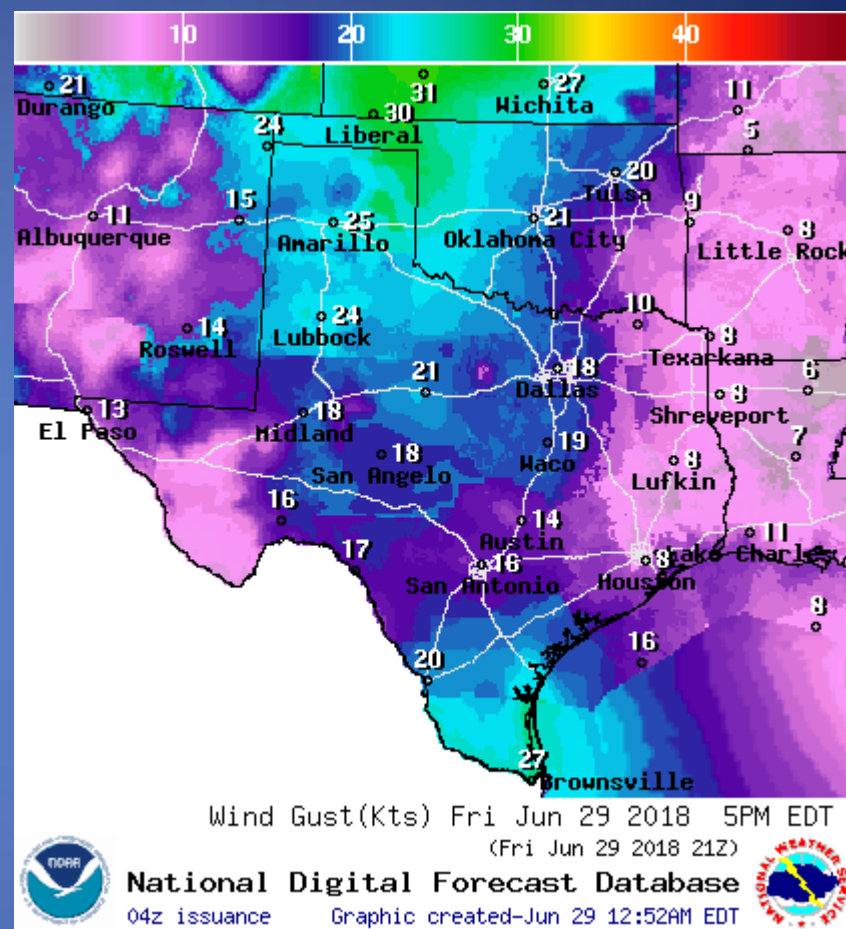 10 20 30 40
21 31 27 11
Durango Wichita
30
Liberal
24 5
20
Tulsa
11 15 25 21 9 8
Albuquerque Amarillo Oklahoma City Little Rock
14 24 10 8
Roswell Lubbock Texarkana
21 18 8 6
Dallas Shreveport
13 18
El Paso Midland
18 19 8 7
San Angelo Waco Lufkin
16 14 11
Austin Lake Charles
17 16 8
San Antonio Houston
8
16
20
27
Brownsville
Wind Gust(Kts) Fri Jun 29 2018 5PM EDT
(Fri Jun 29 2018 21Z)
NOAA
National Digital Forecast Database
04z issuance Graphic created-Jun 29 12:52AM EDT
NATIONAL WEATHER SERVICE